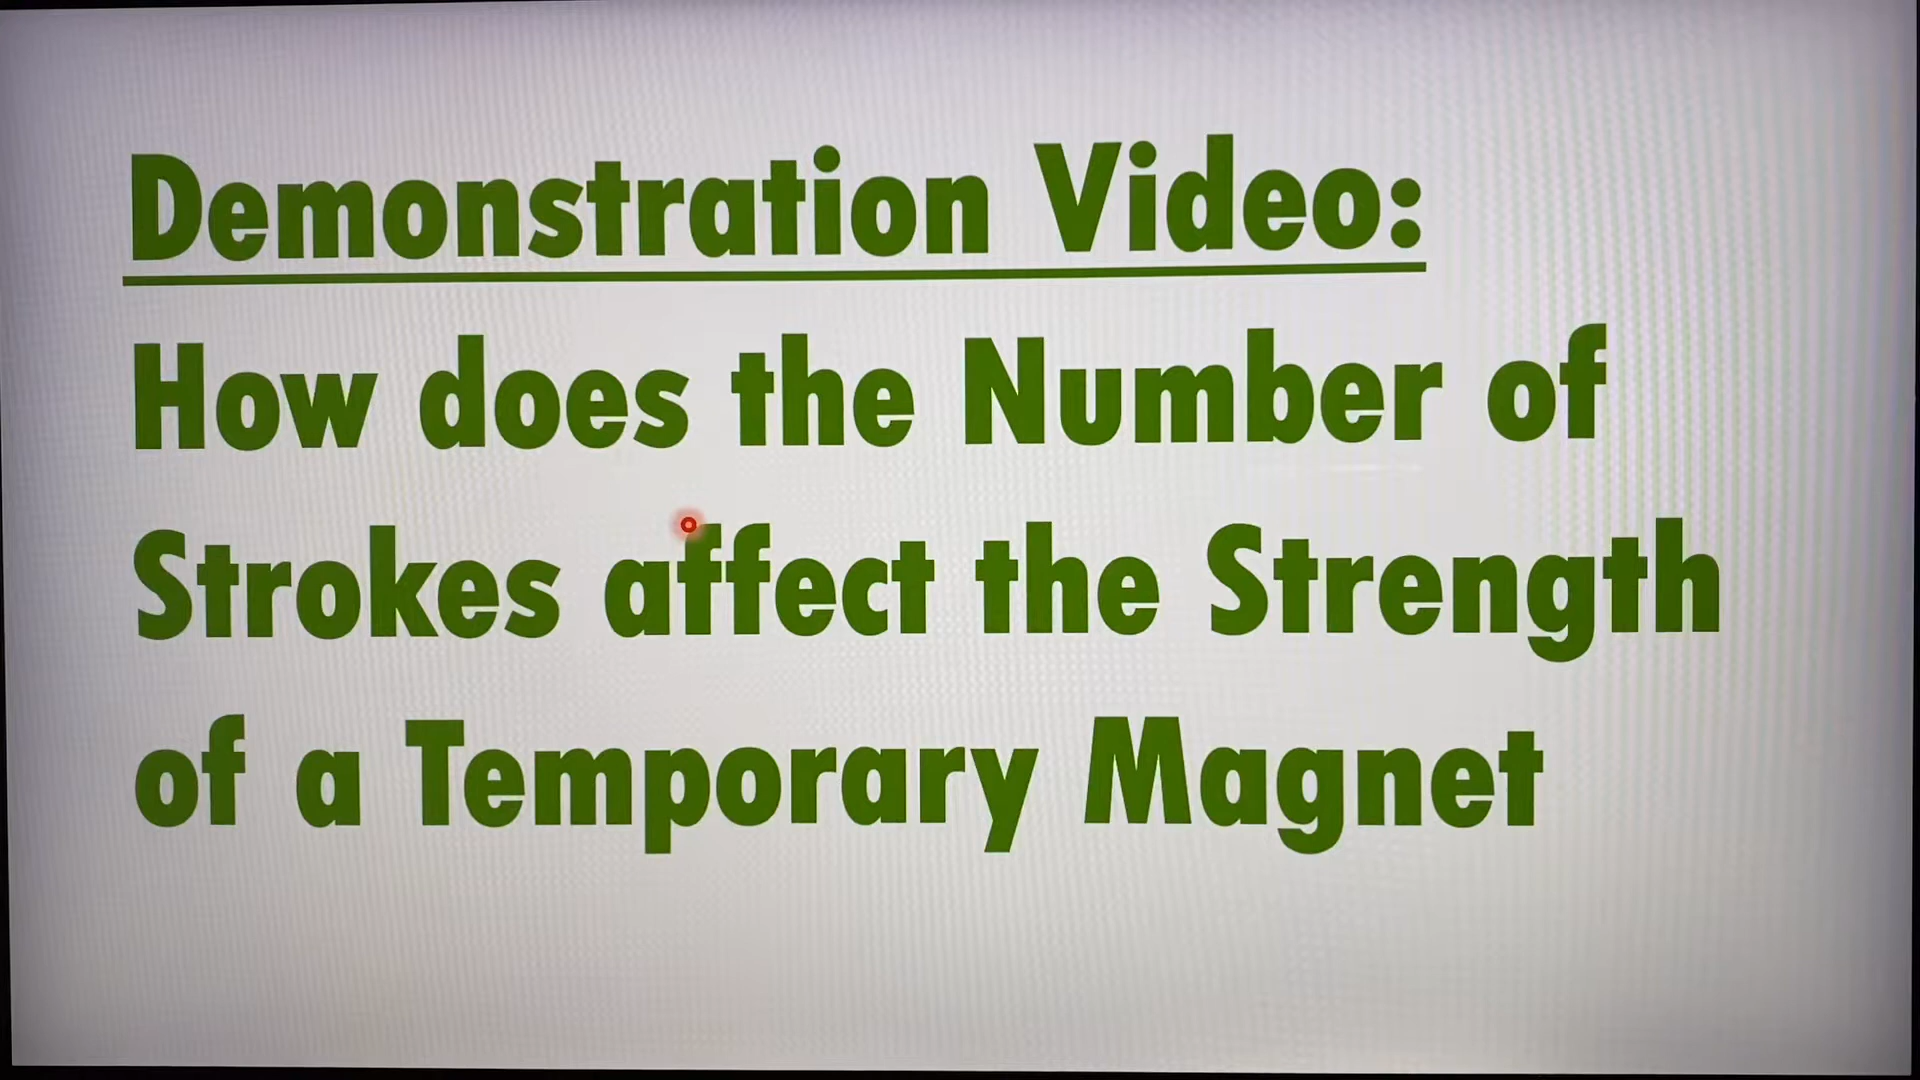 Demonstration Video:
How does the Number of
Strokes affect the Strength
of a Temporary Magnet